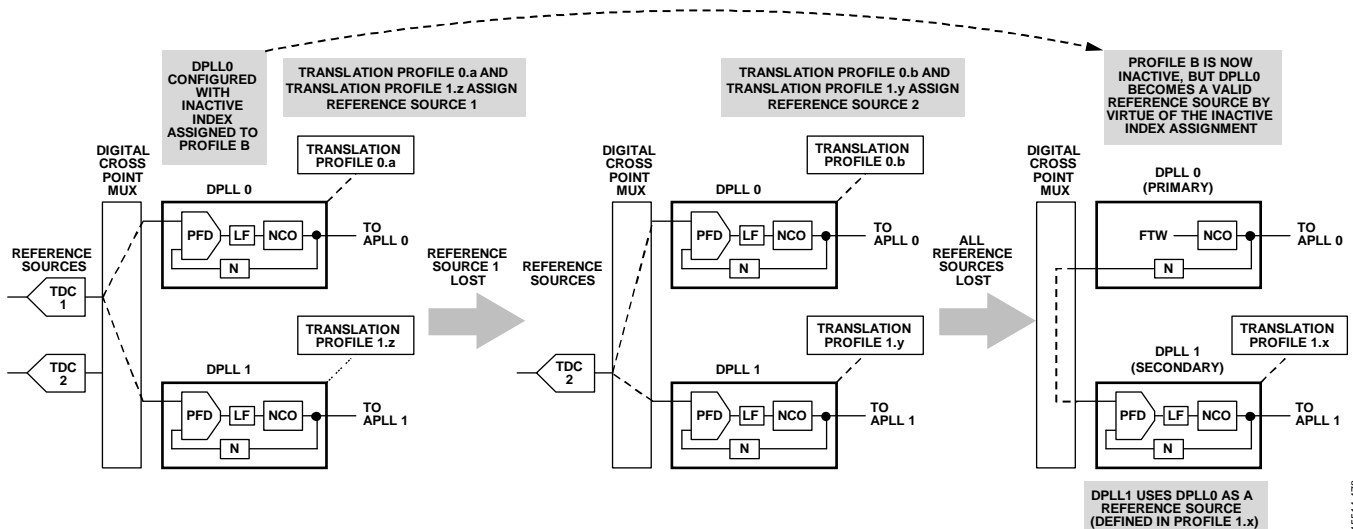 DPLL0
CONFIGURED
WITH
INACTIVE
INDEX
ASSIGNED TO
PROFILE B
TRANSLATION PROFILE 0.a AND
TRANSLATION PROFILE 1.z ASSIGN
REFERENCE SOURCE 1
TRANSLATION PROFILE 0.b AND
TRANSLATION PROFILE 1.y ASSIGN
REFERENCE SOURCE 2
PROFILE B IS NOW
INACTIVE, BUT DPLL0
BECOMES A VALID
REFERENCE SOURCE BY
VIRTUE OF THE INACTIVE
INDEX ASSIGNMENT
DIGITAL
CROSS
POINT
MUX
TRANSLATION
PROFILE 0.a
DPLL 0
PFD
LF
NCO
N
TO
APLL 0
REFERENCE
SOURCES
TDC
1
TDC
2
TRANSLATION
PROFILE 1.z
DPLL 1
PFD
LF
NCO
N
TO
APLL 1
REFERENCE
SOURCE 1
LOST
DIGITAL
CROSS
POINT
MUX
TRANSLATION
PROFILE 0.b
DPLL 0
PFD
LF
NCO
N
TO
APLL 0
REFERENCE
SOURCES
TDC
2
TRANSLATION
PROFILE 1.y
DPLL 1
PFD
LF
NCO
N
TO
APLL 1
ALL
REFERENCE
SOURCES
LOST
DIGITAL
CROSS
POINT
MUX
DPLL 0
(PRIMARY)
FTW
NCO
N
TO
APLL 0
TRANSLATION
PROFILE 1.x
DPLL 1
(SECONDARY)
PFD
LF
NCO
N
TO
APLL 1
DPLL1 USES DPLL0 AS A
REFERENCE SOURCE
(DEFINED IN PROFILE 1.x)